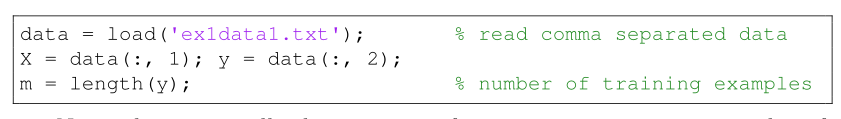 data = load('ex1data1.txt'); % read comma separated data
X = data(:, 1); y = data(:, 2);
m = length(y); % number of training examples